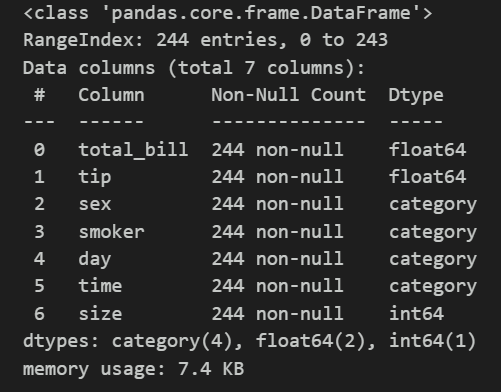 <class 'pandas.core.frame.DataFrame'>
RangeIndex: 244 entries, 0 to 243
Data columns (total 7 columns):
 #   Column      Non-Null Count  Dtype
---  ------      --------------  -----
 0   total_bill  244 non-null    float64
 1   tip         244 non-null    float64
 2   sex         244 non-null    category
 3   smoker      244 non-null    category
 4   day         244 non-null    category
 5   time        244 non-null    category
 6   size        244 non-null    int64
dtypes: category(4), float64(2), int64(1)
memory usage: 7.4 KB